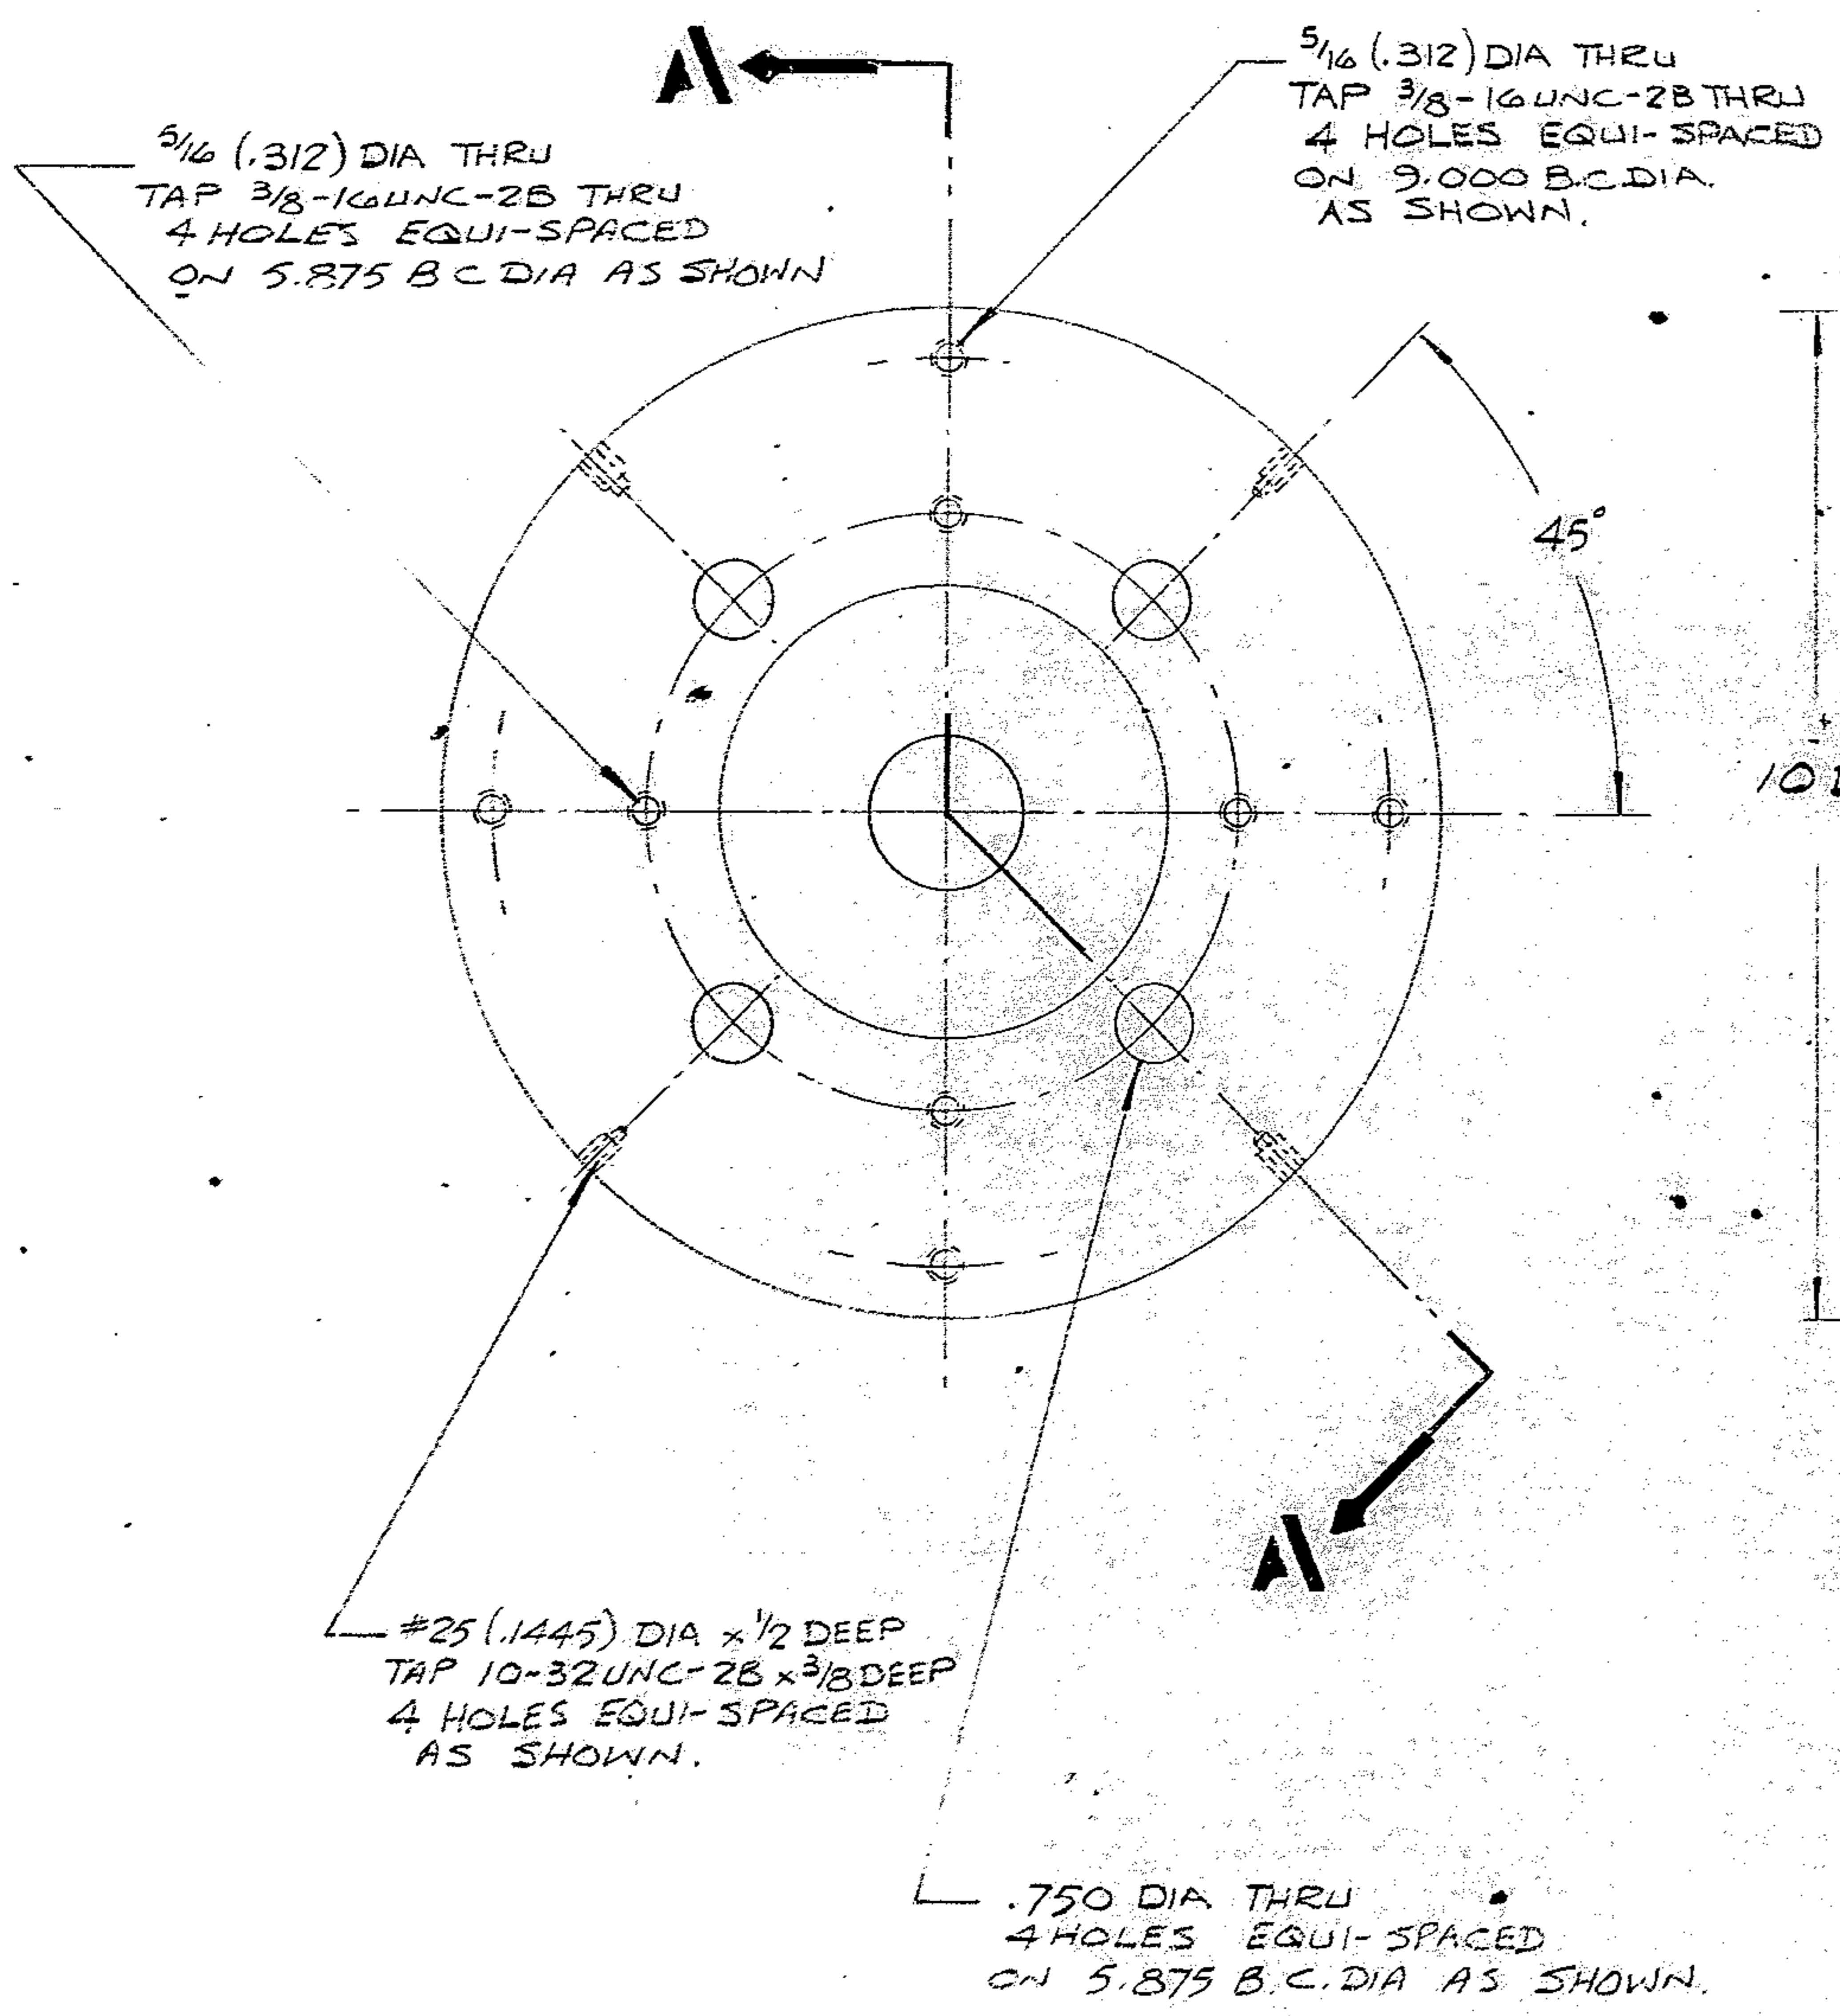 A
5/16 (.312) DIA THRU
TAP 3/8-16UNC-2B THRU
4 HOLES EQUI-SPACED
ON 9.000 B.C.DIA.
AS SHOWN.
5/16 (.312) DIA THRU
TAP 3/8-16UNC-2B THRU
4 HOLES EQUI-SPACED
ON 5.875 B C DIA AS SHOWN
45°
10
A
#25 (.1445) DIA x 1/2 DEEP
TAP 10-32UNC-2B x 3/8 DEEP
4 HOLES EQUI-SPACED
AS SHOWN.
.750 DIA THRU
4 HOLES EQUI-SPACED
ON 5.875 B.C.DIA AS SHOWN.